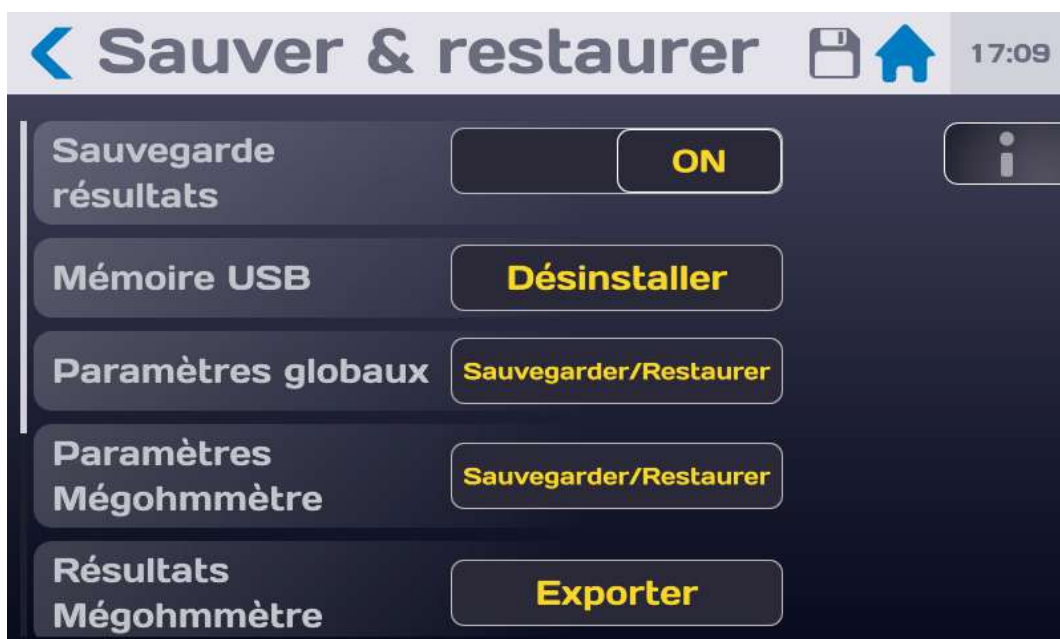 Sauver & restaurer 17:09
Sauvegarde
résultats
ON
Mémoire USB
Désinstaller
Paramètres globaux
Sauvegarder/Restaurer
Paramètres
Mégohmmètre
Sauvegarder/Restaurer
Résultats
Mégohmmètre
Exporter